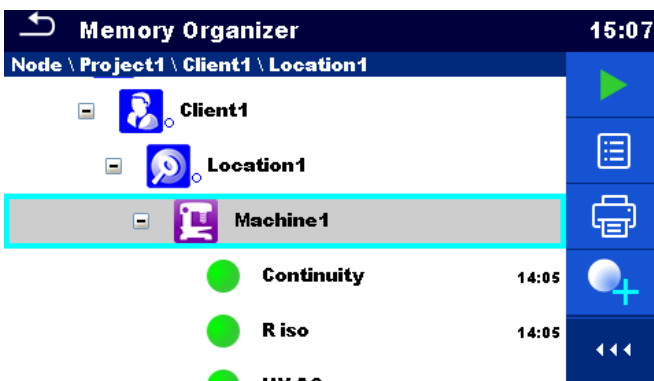 Memory Organizer 15:07
Node \ Project1 \ Client1 \ Location1
Client1
Location1
Machine1
Continuity 14:05
R iso 14:05